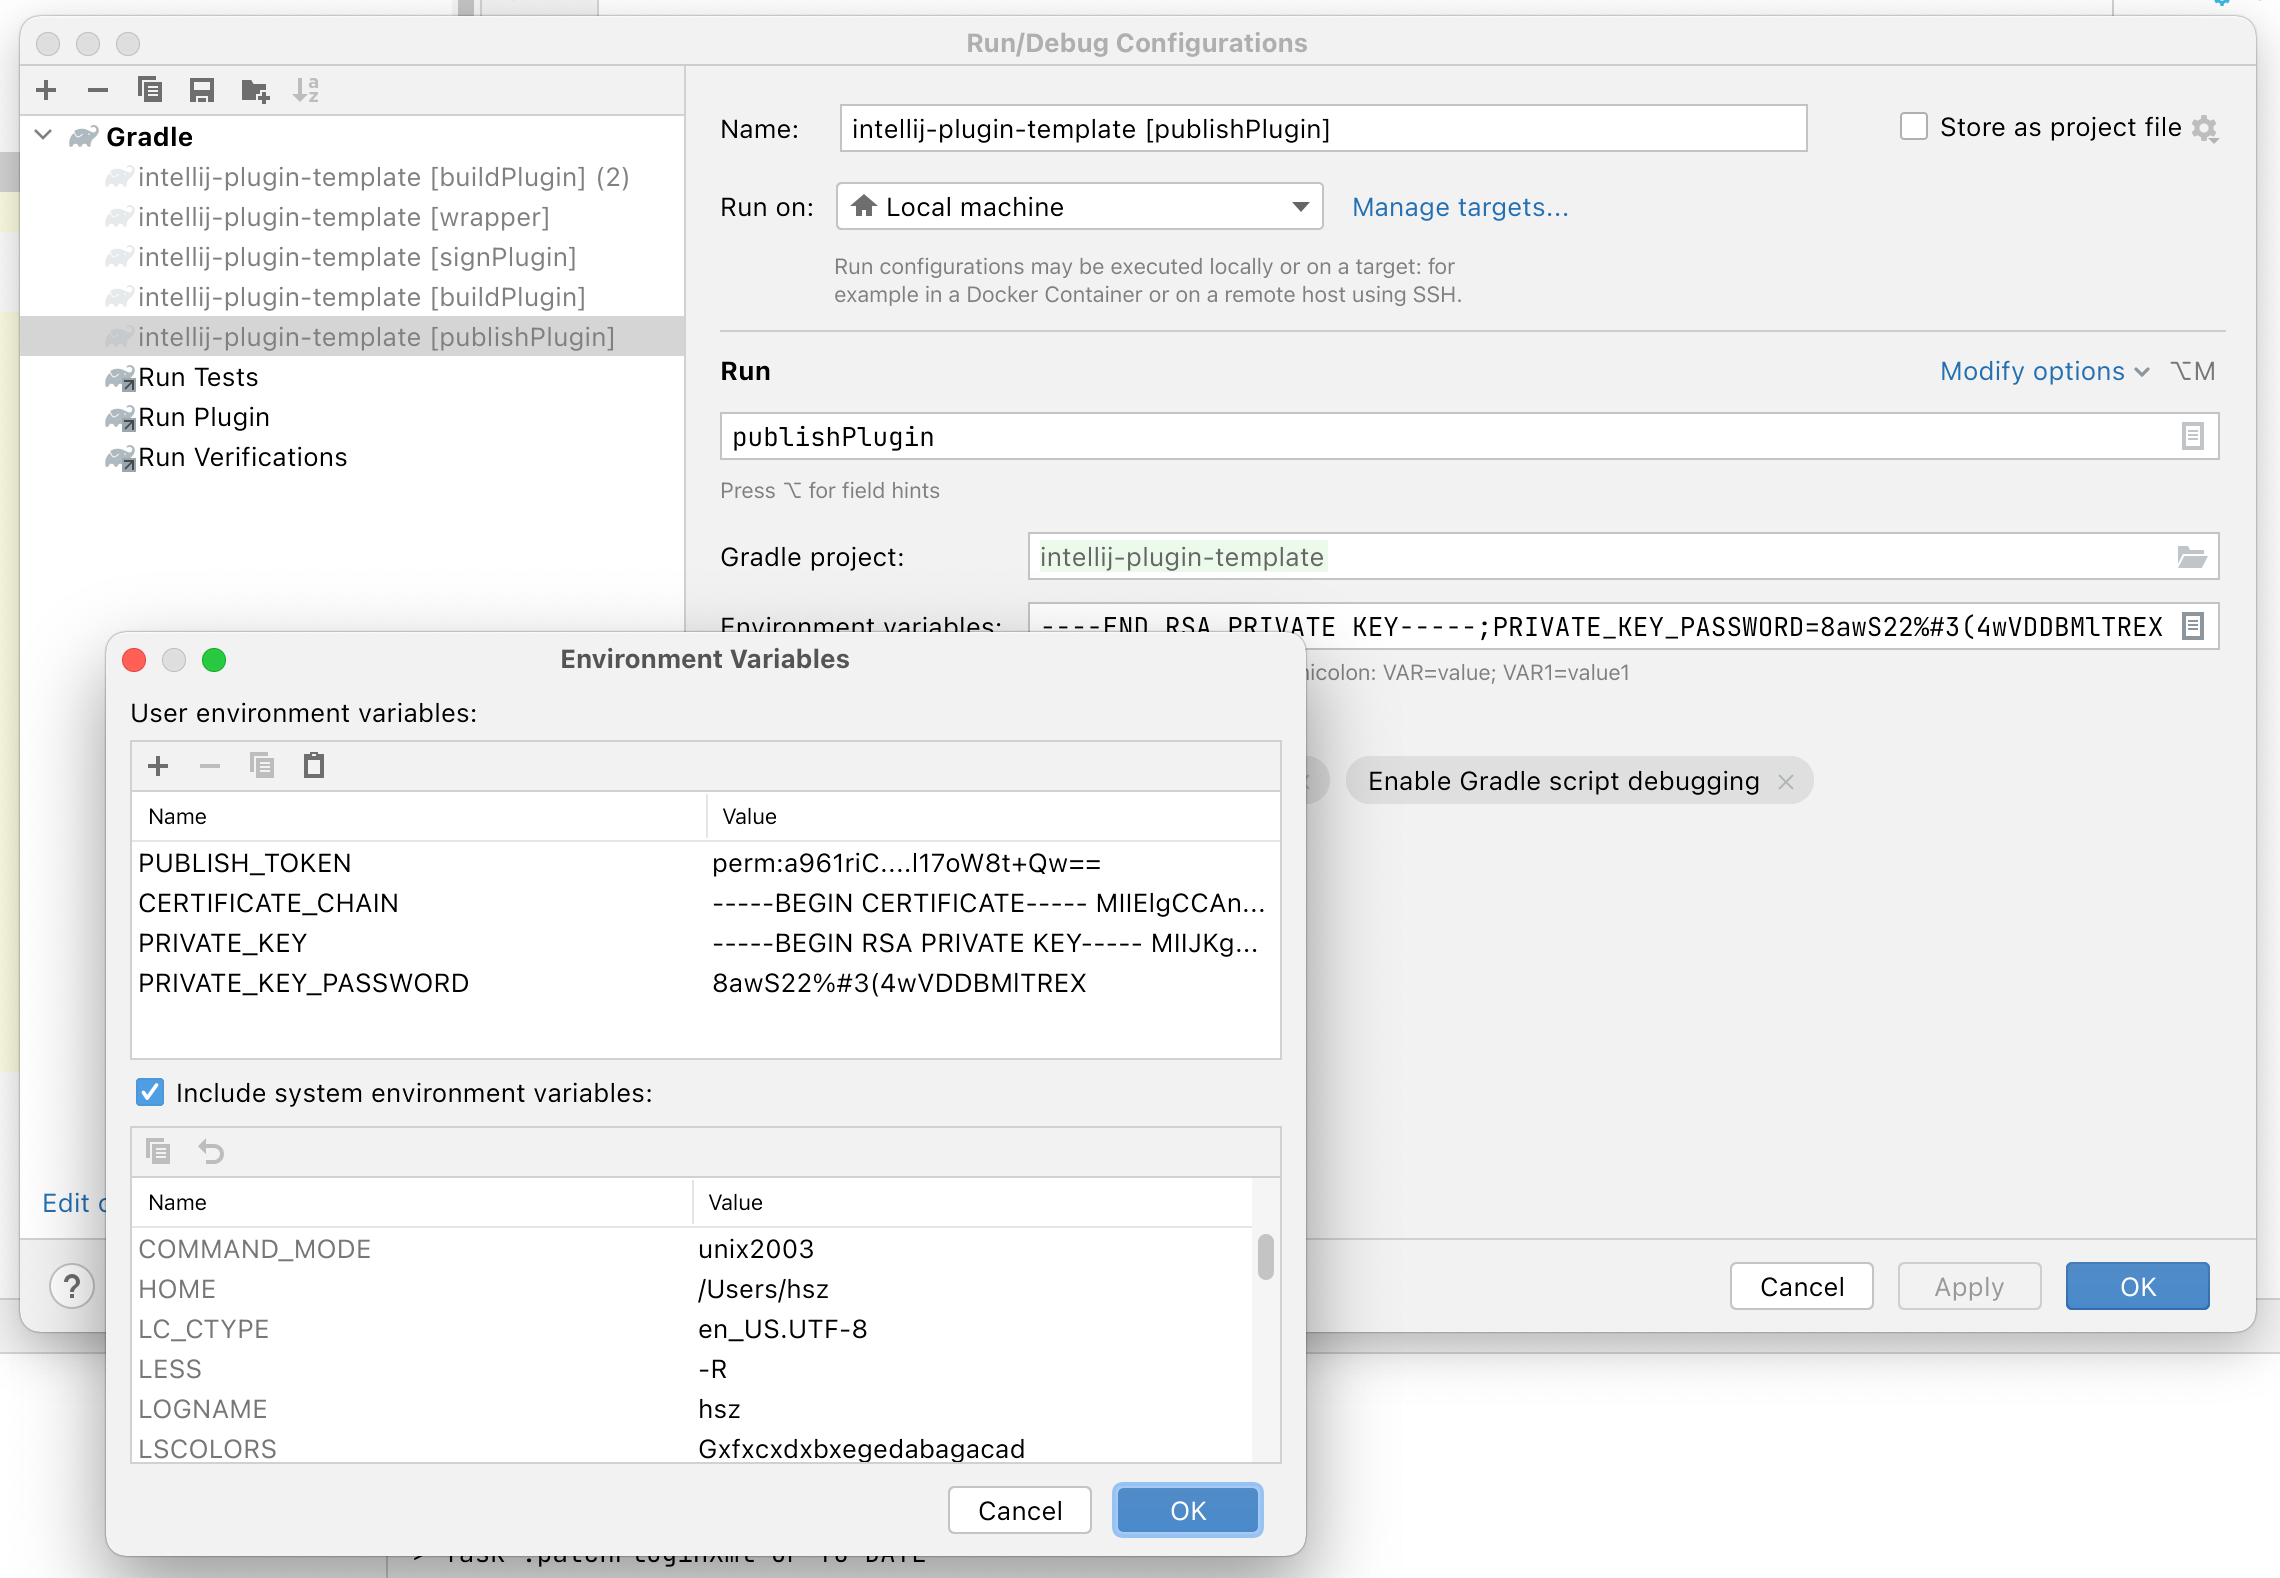 Run/Debug Configurations
Gradle
intellij-plugin-template [buildPlugin] (2)
intellij-plugin-template [wrapper]
intellij-plugin-template [signPlugin]
intellij-plugin-template [buildPlugin]
intellij-plugin-template [publishPlugin]
Run Tests
Run Plugin
Run Verifications
Name: intellij-plugin-template [publishPlugin]
Store as project file
Run on: Local machine Manage targets...
Run configurations may be executed locally or on a target: for
example in a Docker Container or on a remote host using SSH.
Run Modify options ⌥M
publishPlugin
Press ⌥ for field hints
Gradle project: intellij-plugin-template
Environment variables: ----END RSA PRIVATE KEY-----;PRIVATE_KEY_PASSWORD=8awS22%#3(4wVDDBMlTREX
VAR=value; VAR1=value1
Enable Gradle script debugging
Environment Variables
User environment variables:
Name Value
PUBLISH_TOKEN perm:a961riC....l17oW8t+Qw==
CERTIFICATE_CHAIN -----BEGIN CERTIFICATE----- MIIElgCCAn...
PRIVATE_KEY -----BEGIN RSA PRIVATE KEY----- MIIJKg...
PRIVATE_KEY_PASSWORD 8awS22%#3(4wVDDBMlTREX
Include system environment variables:
Name Value
COMMAND_MODE unix2003
HOME /Users/hsz
LC_CTYPE en_US.UTF-8
LESS -R
LOGNAME hsz
LSCOLORS Gxfxcxdxbxegedabagacad
Cancel OK
Edit
?
Cancel Apply OK